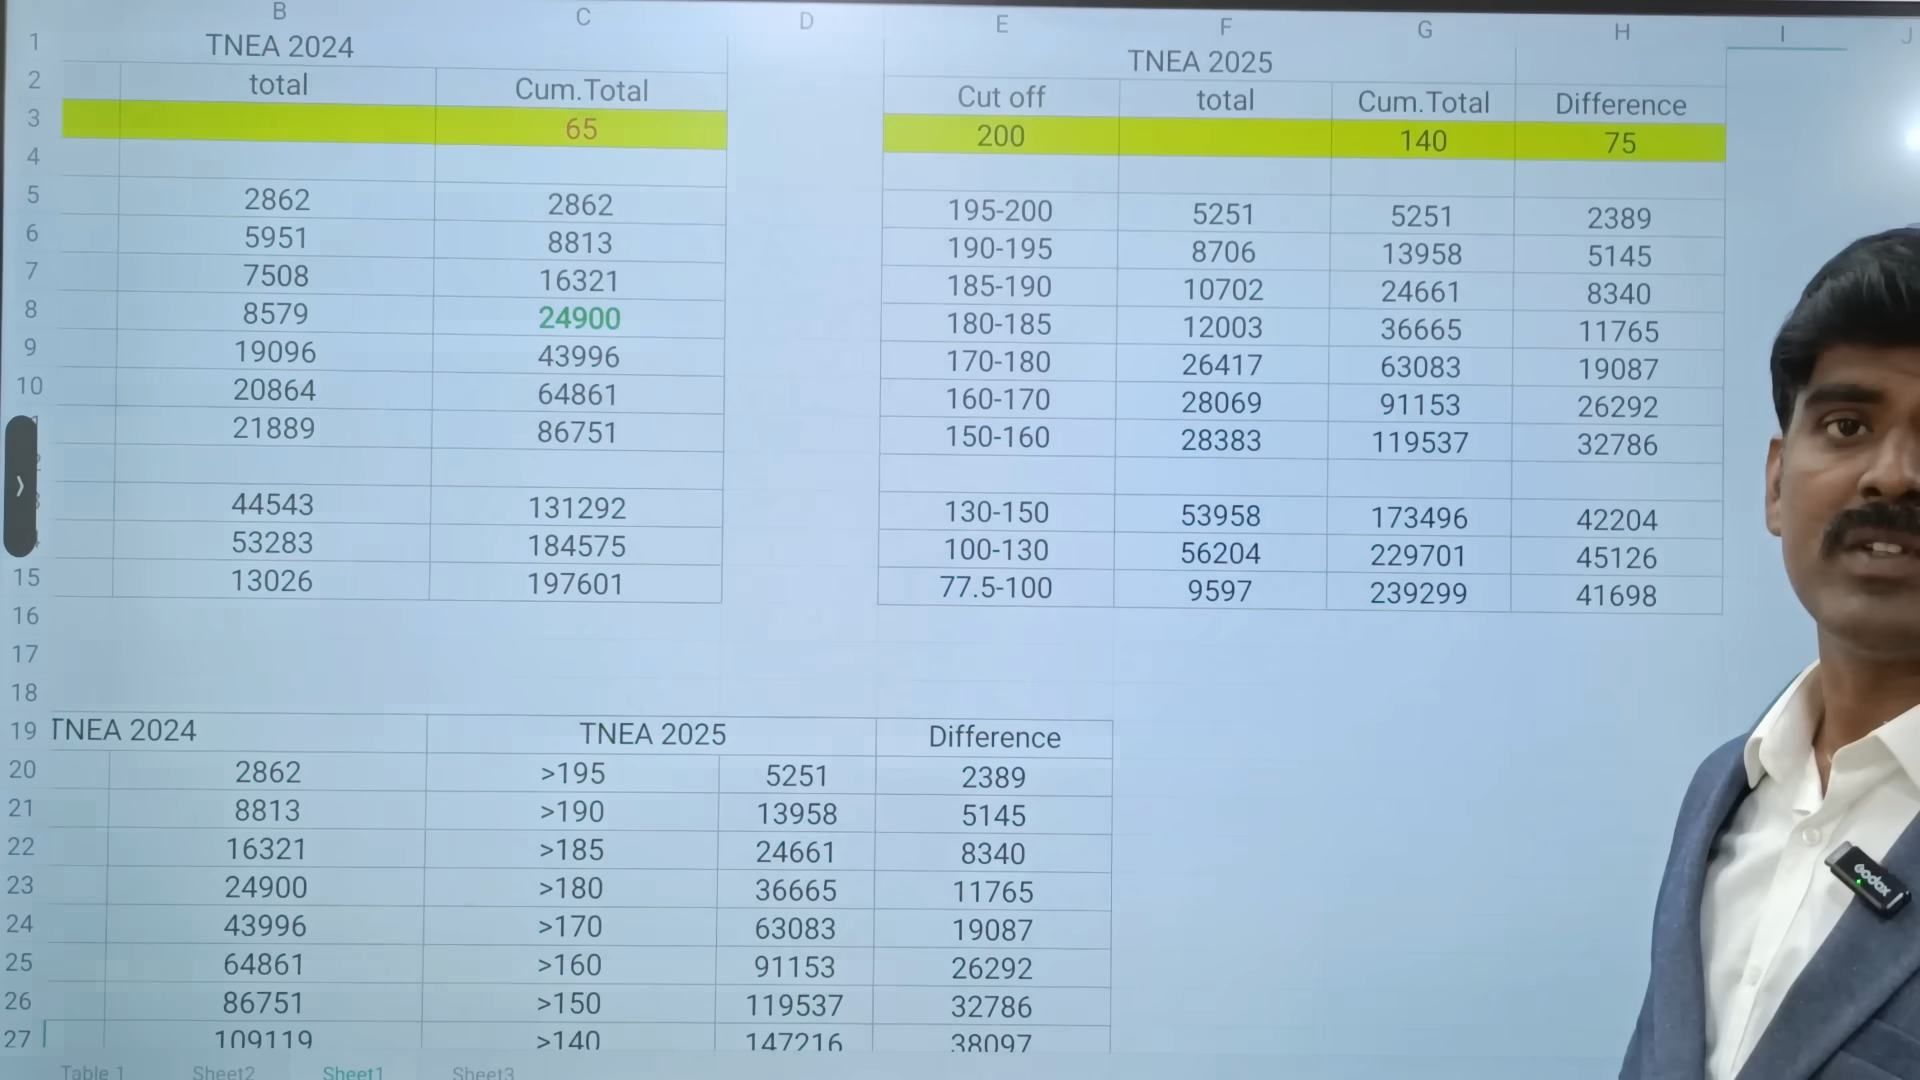 B C D E F G H I J
1 TNEA 2024 TNEA 2025
2 total Cum.Total Cut off total Cum.Total Difference
3 65 200 140 75
4
5 2862 2862 195-200 5251 5251 2389
6 5951 8813 190-195 8706 13958 5145
7 7508 16321 185-190 10702 24661 8340
8 8579 24900 180-185 12003 36665 11765
9 19096 43996 170-180 26417 63083 19087
10 20864 64861 160-170 28069 91153 26292
21889 86751 150-160 28383 119537 32786
44543 131292 130-150 53958 173496 42204
53283 184575 100-130 56204 229701 45126
15 13026 197601 77.5-100 9597 239299 41698
16
17
18
19 TNEA 2024 TNEA 2025 Difference
20 2862 >195 5251 2389
21 8813 >190 13958 5145
22 16321 >185 24661 8340
23 24900 >180 36665 11765
24 43996 >170 63083 19087
25 64861 >160 91153 26292
26 86751 >150 119537 32786
27 109119 >140 147216 38097
Table 1 Sheet2 Sheet1 Sheet3
Godox